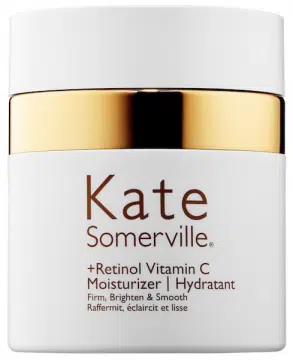 Kate
Somerville®
+Retinol Vitamin C
Moisturizer | Hydratant
Firm, Brighten & Smooth
Raffermit, éclaircit et lisse